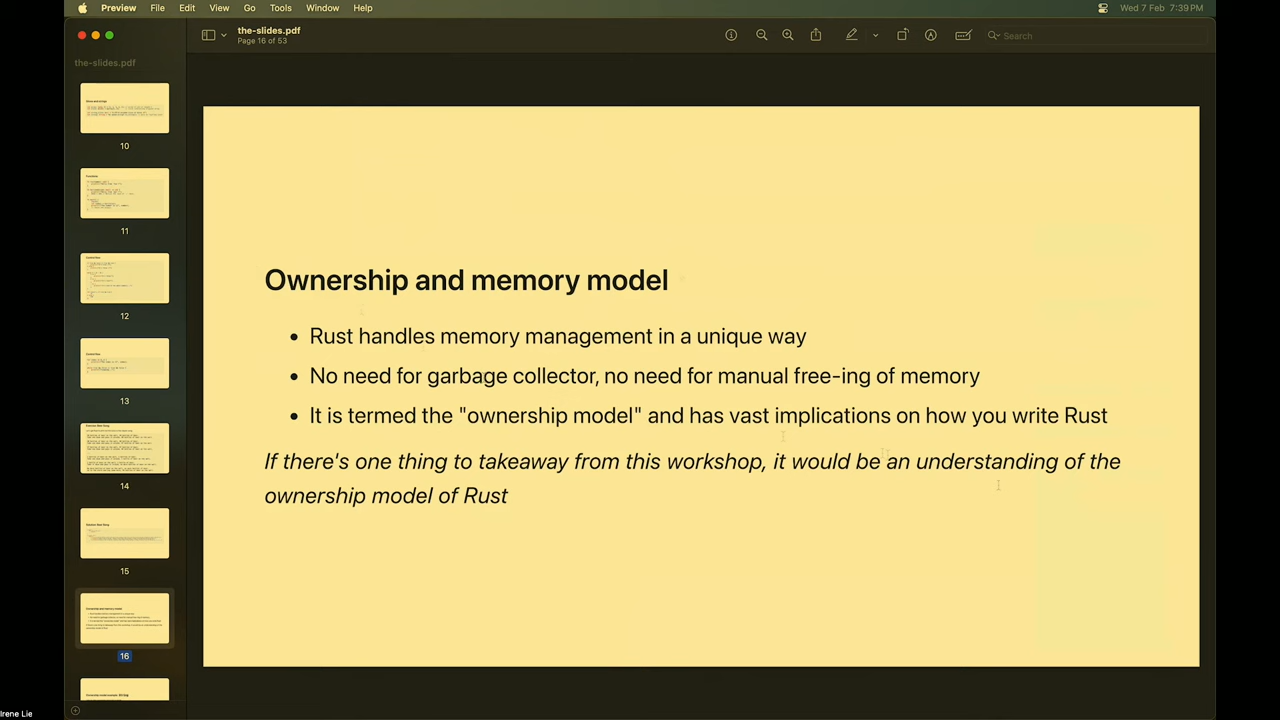 Preview File Edit View Go Tools Window Help Wed 7 Feb 7:39 PM
the-slides.pdf
Page 16 of 53
Search
the-slides.pdf
10
11
12
13
14
15
16
Ownership and memory model
• Rust handles memory management in a unique way
• No need for garbage collector, no need for manual free-ing of memory
• It is termed the "ownership model" and has vast implications on how you write Rust
If there's one thing to takeaway from this workshop, it would be an understanding of the
ownership model of Rust
Irene Lie